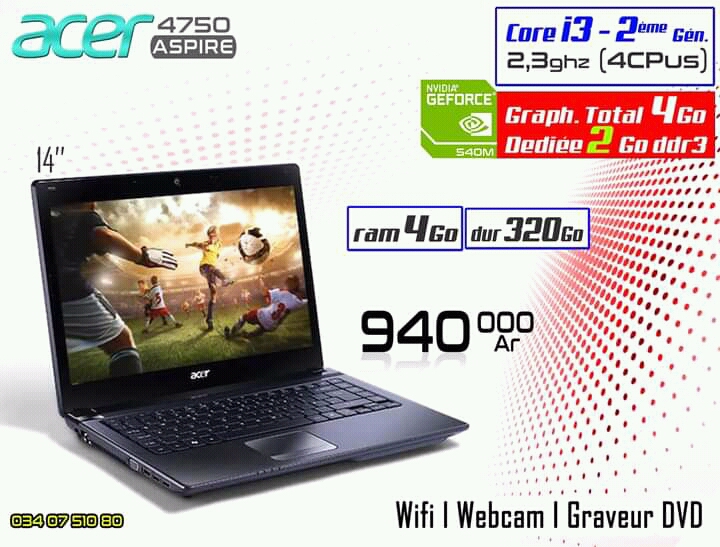 acer 4750
ASPIRE
Core i3 - 2ème Gén.
2,3ghz (4CPus)
NVIDIA®
GEFORCE®
540M
Graph. Total 4Go
Dediée 2 Go ddr3
14"
ram 4Go
dur 320Go
940 000
Ar
acer
034 07 510 80
Wifi I Webcam I Graveur DVD